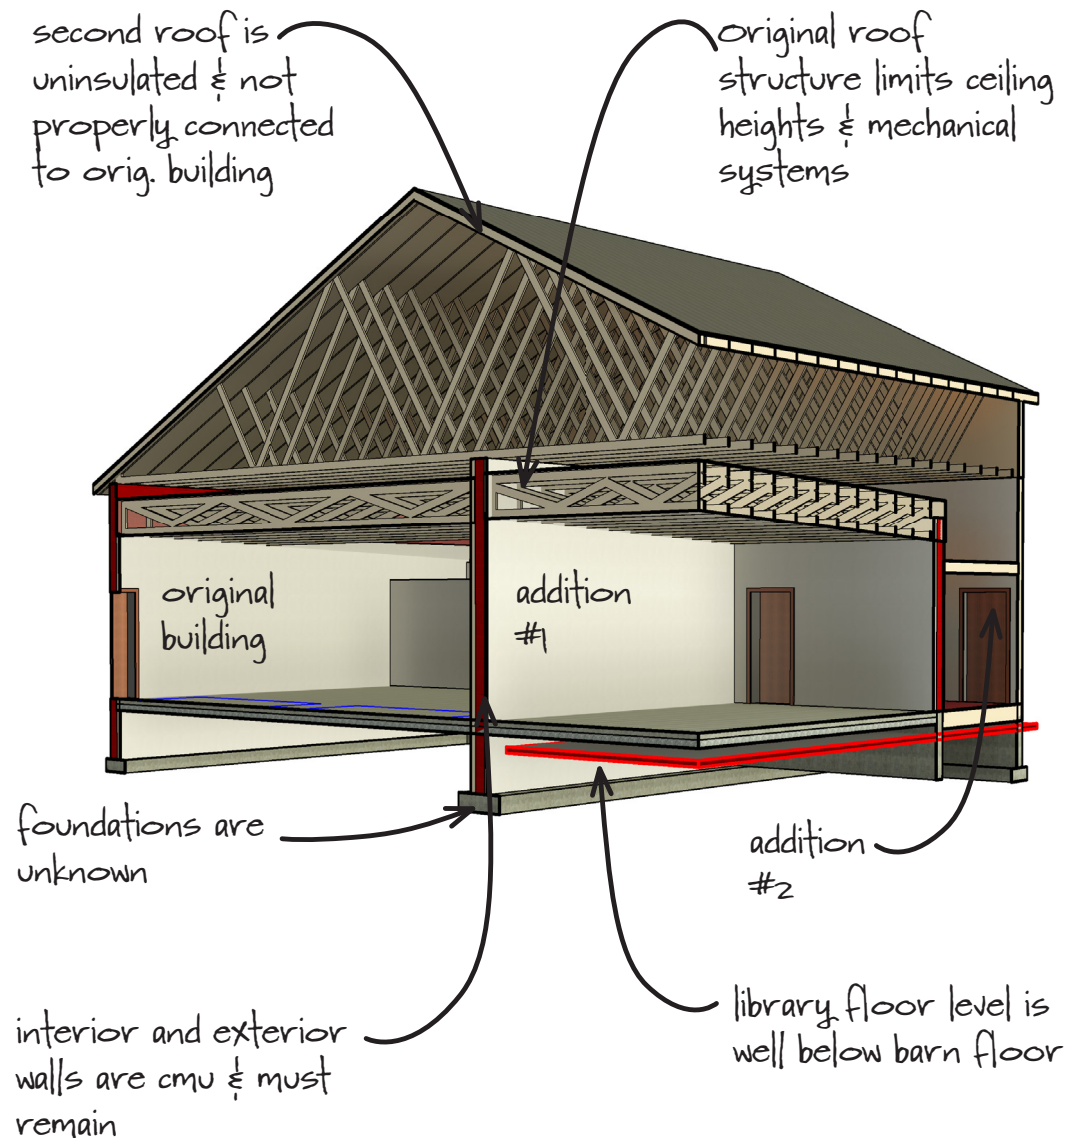 second roof is
uninsulated & not
properly connected
to orig. building
original roof
structure limits ceiling
heights & mechanical
systems
original
building
addition
#1
foundations are
unknown
addition
#2
interior and exterior
walls are cmu & must
remain
library floor level is
well below barn floor